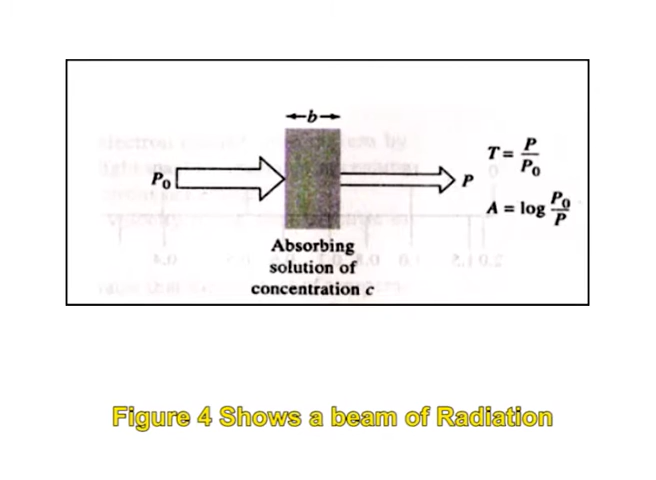 b
P₀
P
T = P/P₀
A = log P₀/P
Absorbing
solution of
concentration c
Figure 4 Shows a beam of Radiation